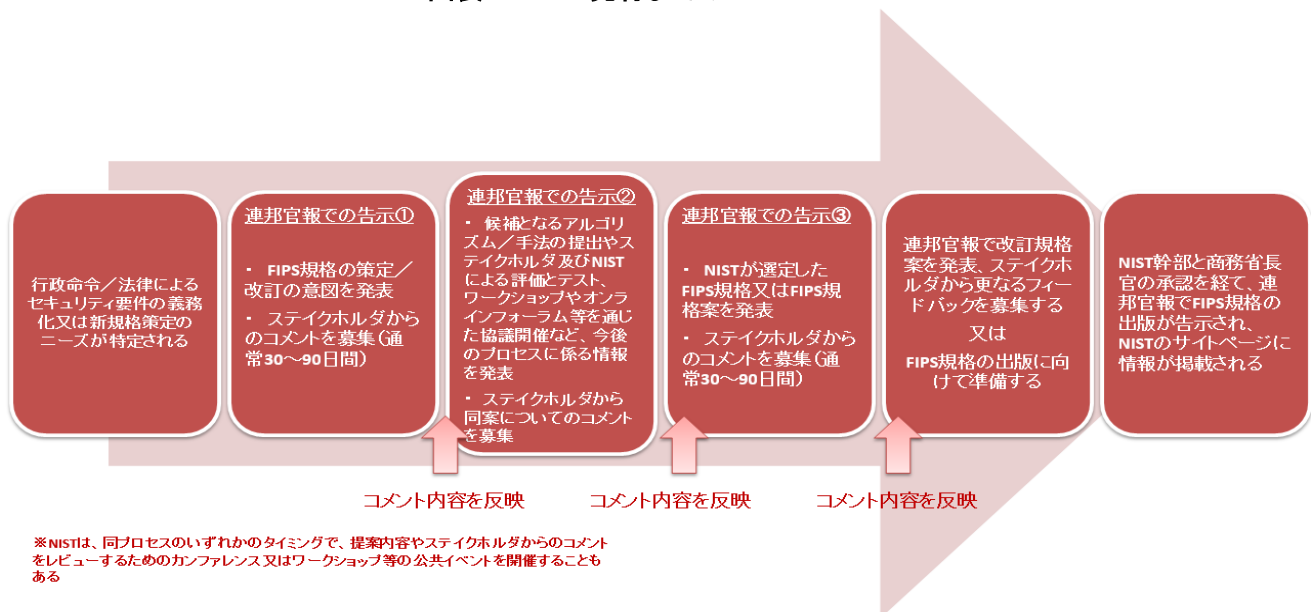 行政命令／法律による
セキュリティ要件の義務
化又は新規格策定の
ニーズが特定される
連邦官報での告示①
・ FIPS規格の策定／
改訂の意図を発表
・ ステイクホルダからの
コメントを募集（通
常30～90日間）
連邦官報での告示②
・ 候補となるアルゴリ
ズム／手法の提出やス
テイクホルダ及びNIST
による評価とテスト、
ワークショップやオンラ
インフォーラム等を通じ
た協議開催など、今後
のプロセスに係る情報
を発表
・ ステイクホルダから
同案についてのコメント
を募集
連邦官報での告示③
・ NISTが選定した
FIPS規格又はFIPS規
格案を発表
・ ステイクホルダから
のコメントを募集（通
常30～90日間）
連邦官報で改訂規格
案を発表、ステイクホ
ルダから更なるフィー
ドバックを募集する
又は
FIPS規格の出版に向
けて準備する
NIST幹部と商務省長
官の承認を経て、連
邦官報でFIPS規格の
出版が告示され、
NISTのサイトページに
情報が掲載される
コメント内容を反映
コメント内容を反映
コメント内容を反映
※NISTは、同プロセスのいずれかのタイミングで、提案内容やステイクホルダからのコメント
をレビューするためのカンファレンス又はワークショップ等の公共イベントを開催することも
ある